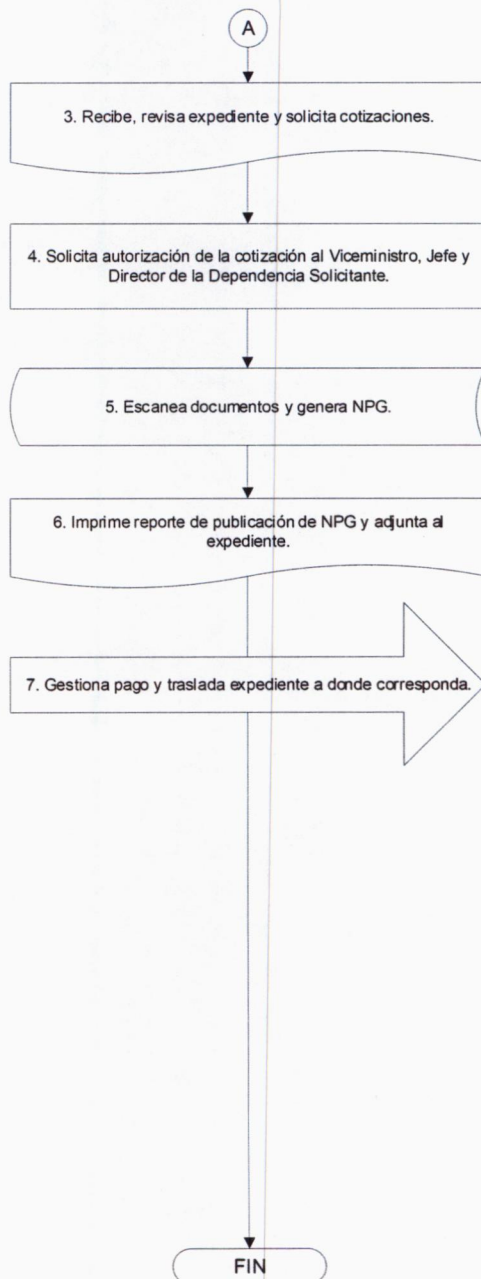 A
3. Recibe, revisa expediente y solicita cotizaciones.
4. Solicita autorización de la cotización al Viceministro, Jefe y
Director de la Dependencia Solicitante.
5. Escanea documentos y genera NPG.
6. Imprime reporte de publicación de NPG y adjunta al
expediente.
7. Gestiona pago y traslada expediente a donde corresponda.
FIN